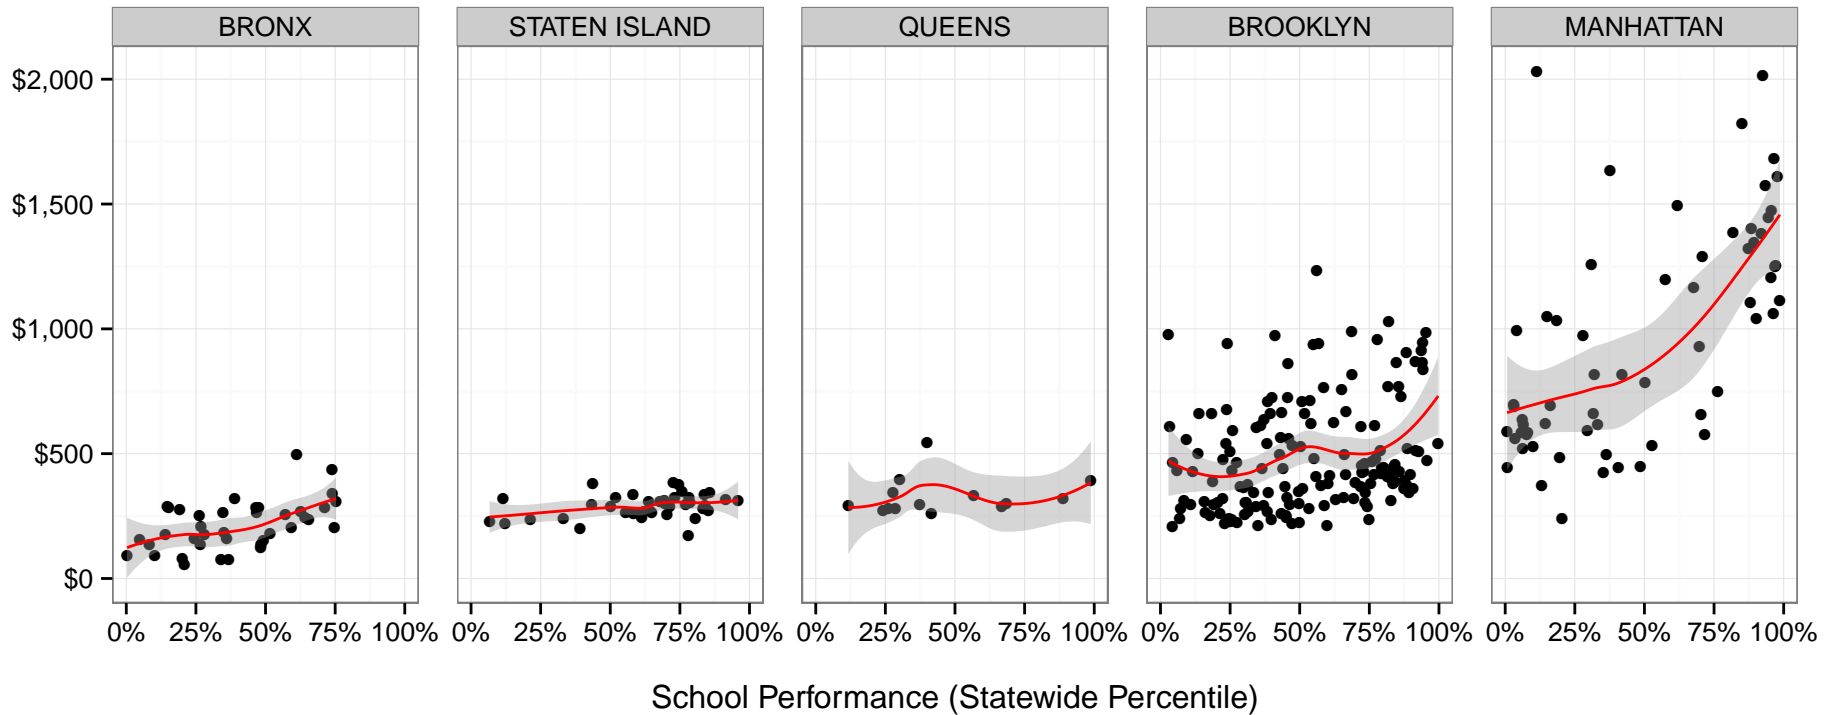 BRONX STATEN ISLAND QUEENS BROOKLYN MANHATTAN
$2,000
$1,500
$1,000
$500
$0
0% 25% 50% 75% 100% 0% 25% 50% 75% 100% 0% 25% 50% 75% 100% 0% 25% 50% 75% 100% 0% 25% 50% 75% 100%
School Performance (Statewide Percentile)